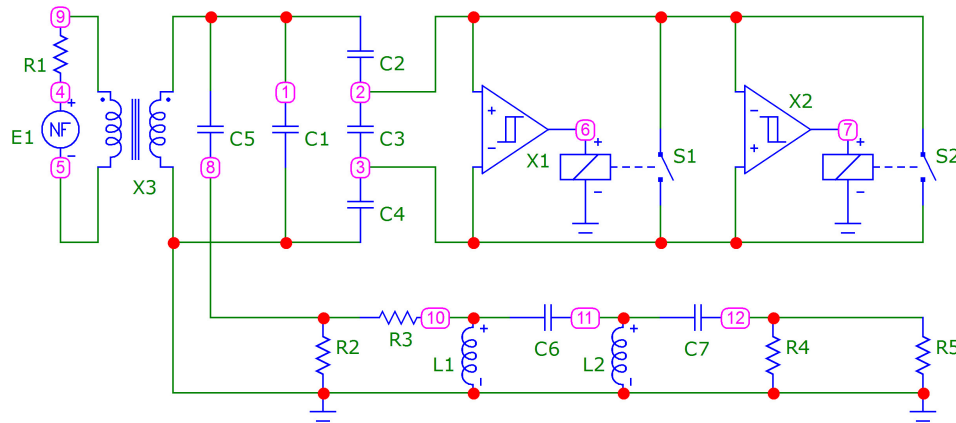 9
R1
4
+
E1
NF
5
−
X3
C5
8
1
C1
C2
2
C3
3
C4
+
−
X1
6
+
−
S1
−
+
X2
7
+
−
S2
R2
R3
10
+
L1
−
C6
11
+
L2
−
C7
12
R4
R5